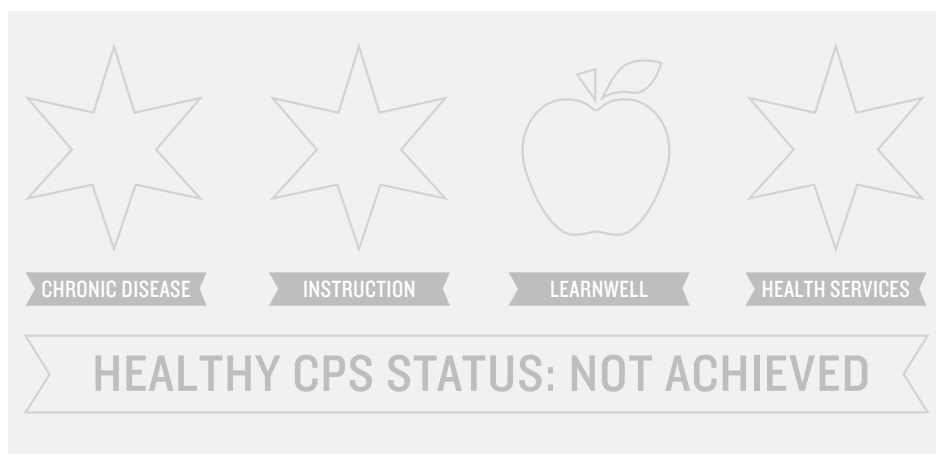 CHRONIC DISEASE
INSTRUCTION
LEARNWELL
HEALTH SERVICES
HEALTHY CPS STATUS: NOT ACHIEVED